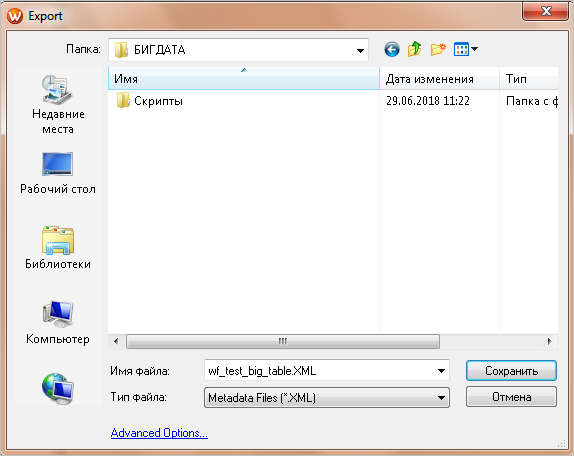 Export
Папка: БИГДАТА
Имя Дата изменения Тип
Скрипты 29.06.2018 11:22 Папка с ф
Недавние
места
Рабочий стол
Библиотеки
Компьютер
Имя файла: wf_test_big_table.XML Сохранить
Тип файла: Metadata Files (*.XML) Отмена
Advanced Options...